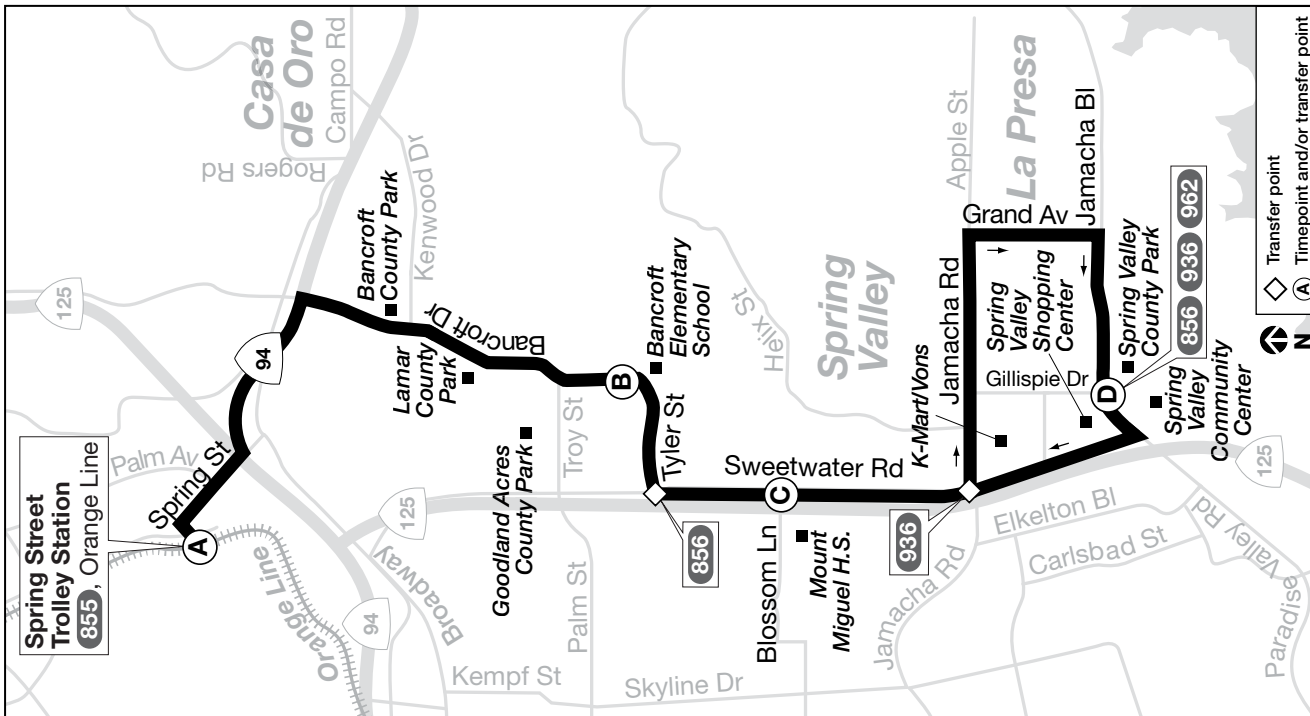 Spring Street
Trolley Station
855, Orange Line
A
Spring St
Palm Av
Orange Line
94
125
94
125
Broadway
Kempf St
Casa
de Oro
Campo Rd
Rogers Rd
Kenwood Dr
Bancroft
County Park
Bancroft Dr
Lamar
County
Park
Goodland Acres
County Park
Troy St
Palm St
B
Bancroft
Elementary
School
Tyler St
856
Skyline Dr
Sweetwater Rd
C
Blossom Ln
Mount
Miguel H.S.
Helix St
Spring
Valley
K-Mart/Vons
Jamacha Rd
936
Jamacha Rd
Elkelton Bl
Carlsbad St
Apple St
La Presa
Grand Av
Jamacha Bl
Spring
Valley
Shopping
Center
Gillispie Dr
D
856 936 962
Spring Valley
County Park
Spring
Valley
Community
Center
125
Paradise
Valley Rd
N
Transfer point
A Timepoint and/or transfer point